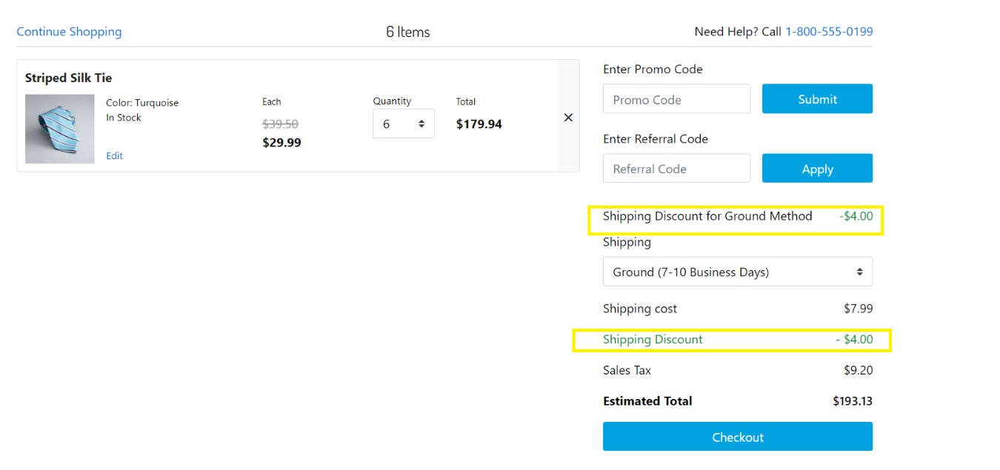 Continue Shopping
6 Items
Need Help? Call 1-800-555-0199
Striped Silk Tie
Color: Turquoise
In Stock
Edit
Each
$39.50
$29.99
Quantity
6
Total
$179.94
×
Enter Promo Code
Promo Code
Submit
Enter Referral Code
Referral Code
Apply
Shipping Discount for Ground Method -$4.00
Shipping
Ground (7-10 Business Days)
Shipping cost $7.99
Shipping Discount - $4.00
Sales Tax $9.20
Estimated Total $193.13
Checkout